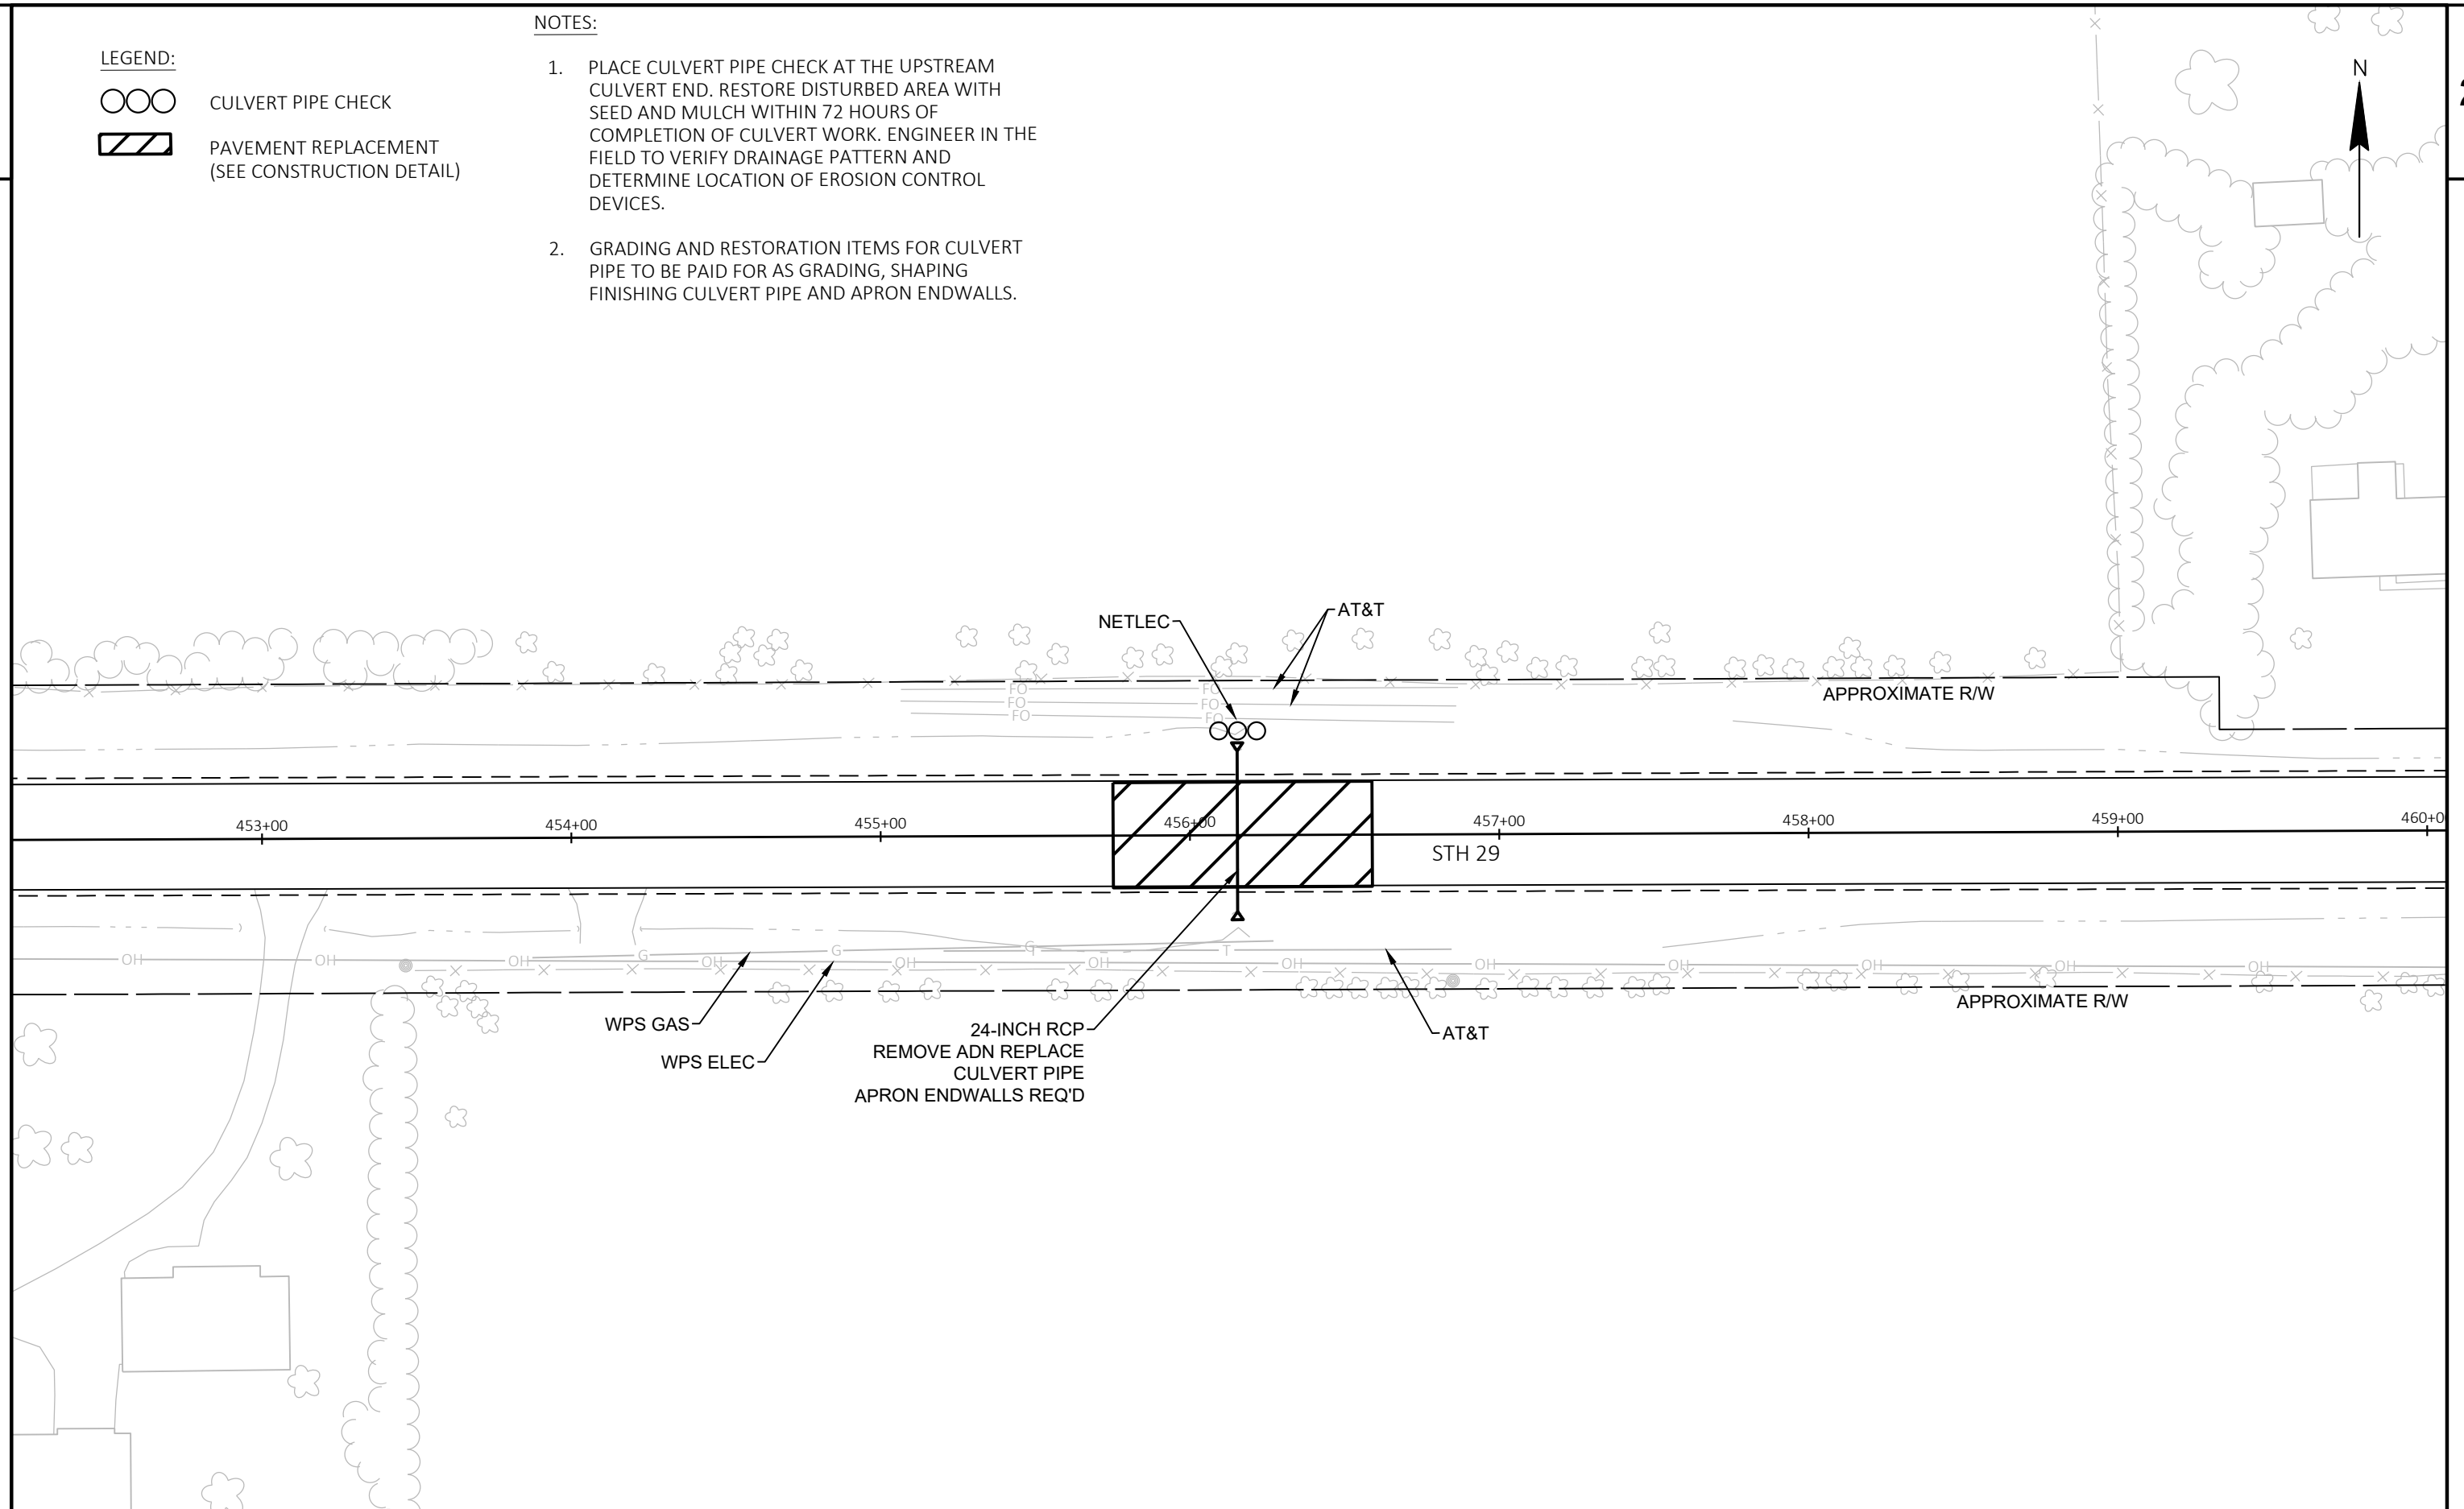 LEGEND:
CULVERT PIPE CHECK
PAVEMENT REPLACEMENT
(SEE CONSTRUCTION DETAIL)
NOTES:
1. PLACE CULVERT PIPE CHECK AT THE UPSTREAM
CULVERT END. RESTORE DISTURBED AREA WITH
SEED AND MULCH WITHIN 72 HOURS OF
COMPLETION OF CULVERT WORK. ENGINEER IN THE
FIELD TO VERIFY DRAINAGE PATTERN AND
DETERMINE LOCATION OF EROSION CONTROL
DEVICES.
2. GRADING AND RESTORATION ITEMS FOR CULVERT
PIPE TO BE PAID FOR AS GRADING, SHAPING
FINISHING CULVERT PIPE AND APRON ENDWALLS.
N
NETLEC
AT&T
FO FO
FO FO
FO FO
APPROXIMATE R/W
453+00 454+00 455+00 456+00 457+00 458+00 459+00 460+0
STH 29
G G G T T
OH OH OH OH OH OH OH OH OH OH OH OH
APPROXIMATE R/W
WPS GAS
WPS ELEC
24-INCH RCP
REMOVE ADN REPLACE
CULVERT PIPE
APRON ENDWALLS REQ'D
AT&T